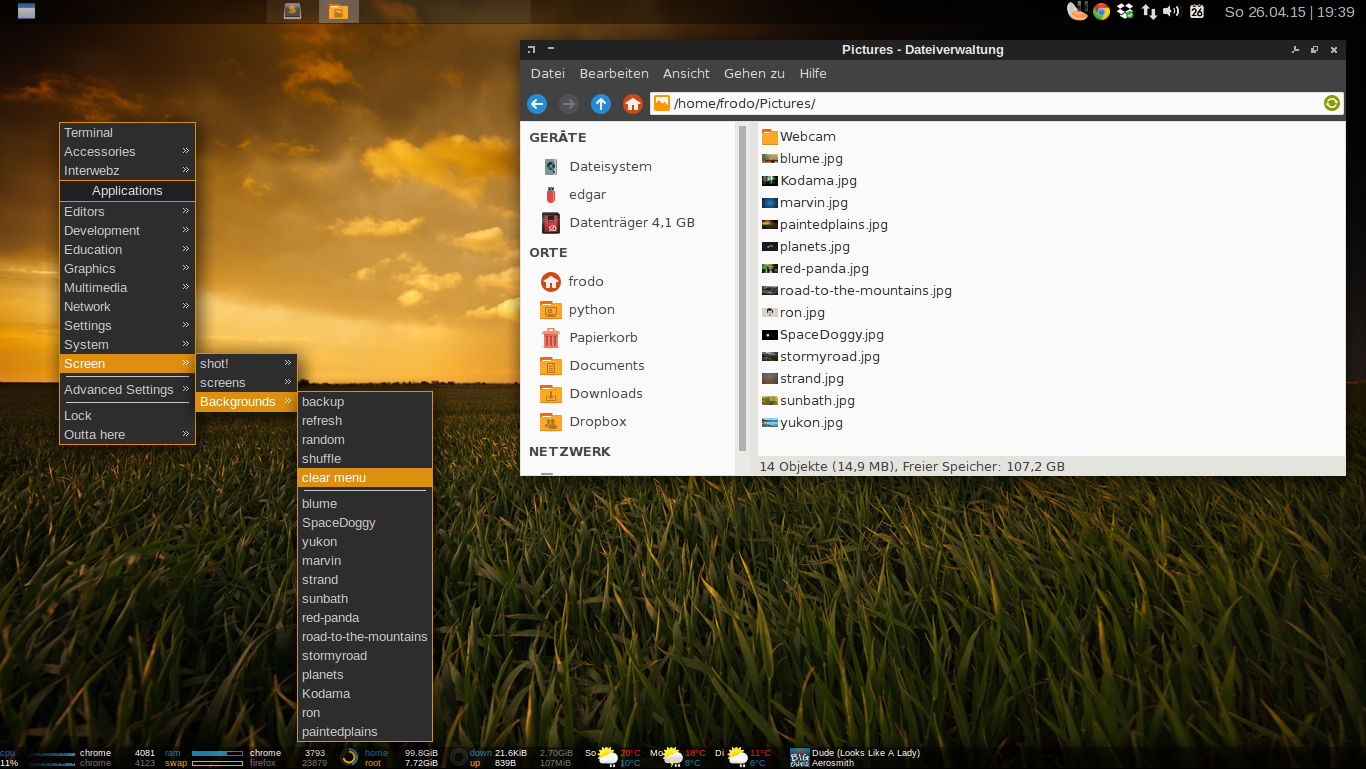 So 26.04.15 | 19:39
26
Pictures - Dateiverwaltung
Datei Bearbeiten Ansicht Gehen zu Hilfe
/home/frodo/Pictures/
GERÄTE
Dateisystem
edgar
Datenträger 4,1 GB
ORTE
frodo
python
Papierkorb
Documents
Downloads
Dropbox
NETZWERK
Webcam
blume.jpg
Kodama.jpg
marvin.jpg
paintedplains.jpg
planets.jpg
red-panda.jpg
road-to-the-mountains.jpg
ron.jpg
SpaceDoggy.jpg
stormyroad.jpg
strand.jpg
sunbath.jpg
yukon.jpg
14 Objekte (14,9 MB), Freier Speicher: 107,2 GB
Terminal
Accessories »
Interwebz »
Applications
Editors »
Development »
Education »
Graphics »
Multimedia »
Network »
Settings »
System »
Screen »
Advanced Settings »
Lock
Outta here »
shot! »
screens »
Backgrounds »
backup
refresh
random
shuffle
clear menu
blume
SpaceDoggy
yukon
marvin
strand
sunbath
red-panda
road-to-the-mountains
stormyroad
planets
Kodama
ron
paintedplains
cpu chrome 4081 ram chrome 3793 home 99.8GiB down 21.6KiB 2.70GiB So 20°C Mo 18°C Di 11°C Dude (Looks Like A Lady)
11% chrome 4123 swap firefox 23879 root 7.72GiB up 839B 107MiB 10°C 8°C 6°C Aerosmith